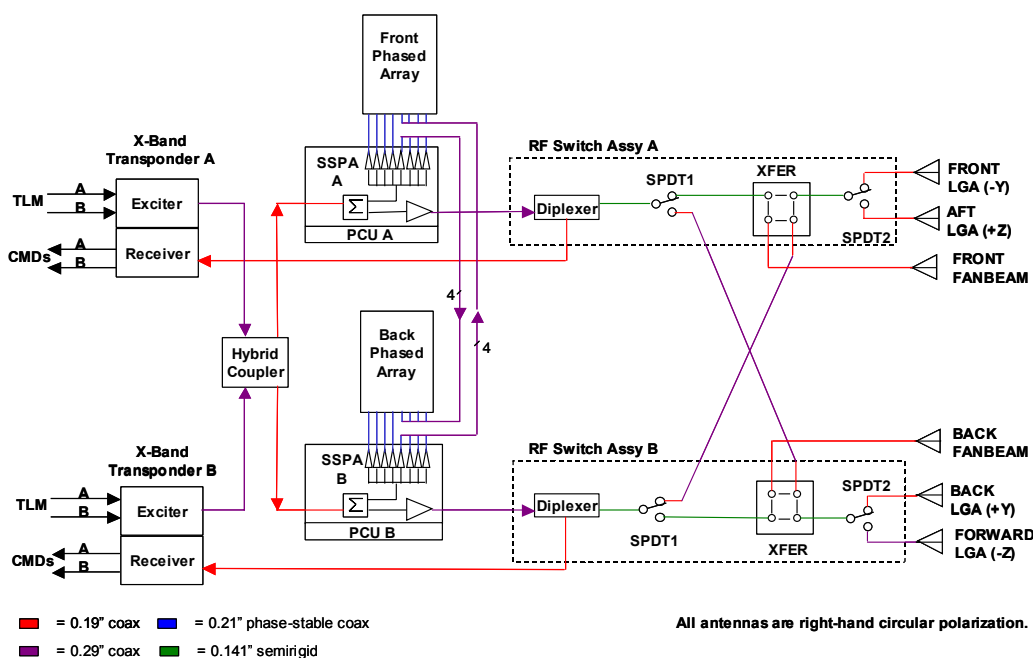 Front
Phased
Array
X-Band
Transponder A
TLM
A
B
Exciter
CMDs
A
B
Receiver
SSPA
A
Σ
PCU A
RF Switch Assy A
Diplexer
SPDT1
XFER
SPDT2
FRONT
LGA (-Y)
AFT
LGA (+Z)
FRONT
FANBEAM
4
4
Hybrid
Coupler
Back
Phased
Array
X-Band
Transponder B
TLM
A
B
Exciter
CMDs
A
B
Receiver
SSPA
B
Σ
PCU B
RF Switch Assy B
Diplexer
SPDT1
XFER
SPDT2
BACK
FANBEAM
BACK
LGA (+Y)
FORWARD
LGA (-Z)
= 0.19” coax
= 0.21” phase-stable coax
= 0.29” coax
= 0.141” semirigid
All antennas are right-hand circular polarization.